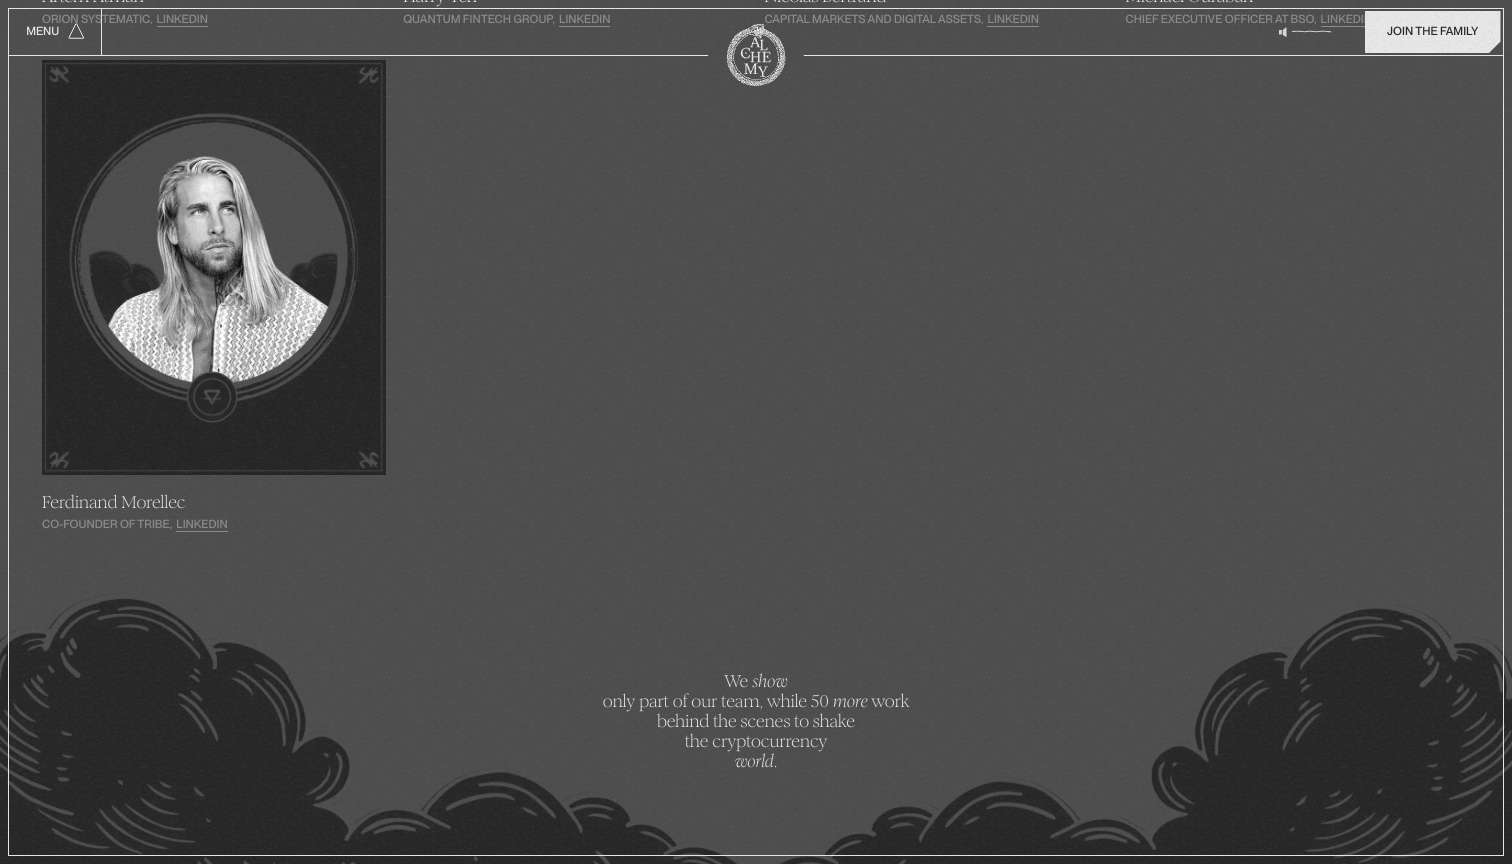 ORION SYSTEMATIC, LINKEDIN
QUANTUM FINTECH GROUP, LINKEDIN
CAPITAL MARKETS AND DIGITAL ASSETS, LINKEDIN
CHIEF EXECUTIVE OFFICER AT BSO,
MENU
AL
CHE
MY
JOIN THE FAMILY
Ferdinand Morellec
CO-FOUNDER OF TRIBE, LINKEDIN
We show
only part of our team, while 50 more work
behind the scenes to shake
the cryptocurrency
world.